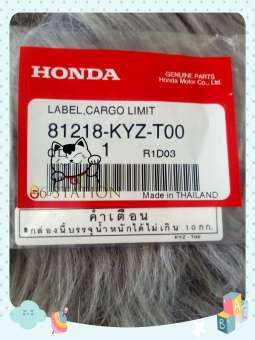 HONDA
GENUINE PARTS
Honda Motor Co., Ltd.
LABEL,CARGO LIMIT
81218-KYZ-T00
1 R1D03
96 STATION
Made in THAILAND
คำเตือน
*กล่องนี้บรรจุน้ำหนักได้ไม่เกิน 10 กก.
KYZ-T00